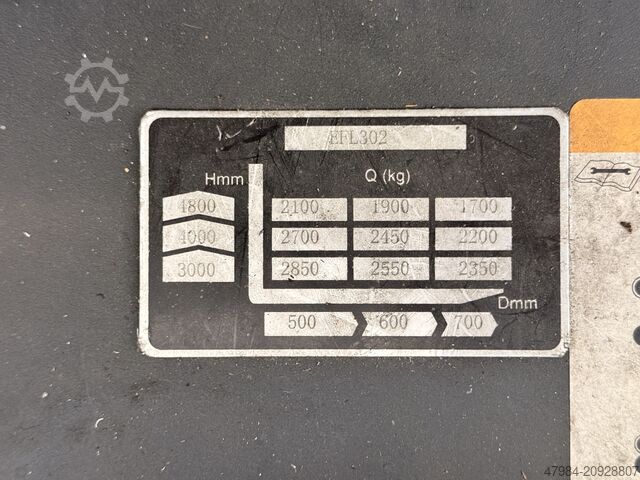 EFL302
Hmm Q (kg)
4800 2100 1900 1700
4000 2700 2450 2200
3000 2850 2550 2350
Dmm
500 600 700
47984-20928807